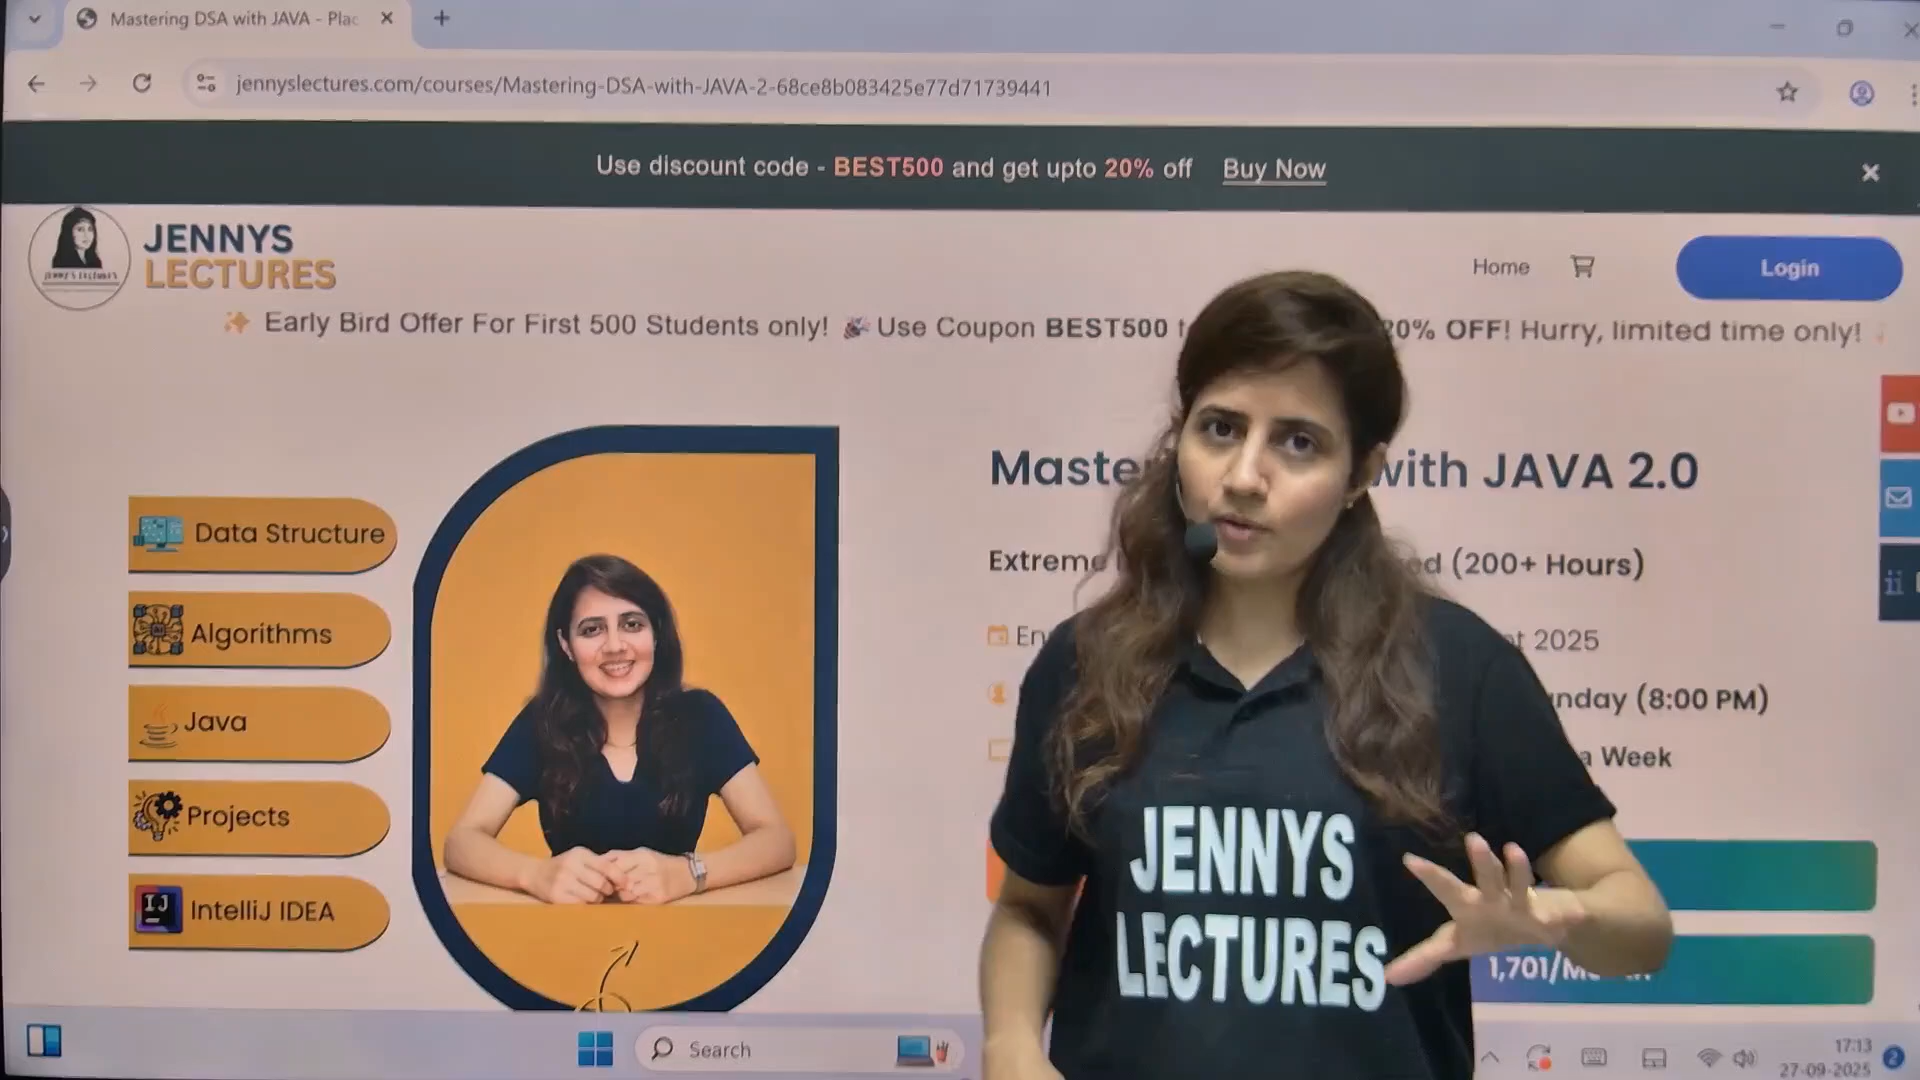 Mastering DSA with JAVA - Plac
jennyslectures.com/courses/Mastering-DSA-with-JAVA-2-68ce8b083425e77d71739441
Use discount code - BEST500 and get upto 20% off Buy Now
JENNYS
LECTURES
Home
Login
Early Bird Offer For First 500 Students only! Use Coupon BEST500 OFF! Hurry, limited time only!
with JAVA 2.0
Extreme (200+ Hours)
2025
(8:00 PM)
a Week
Data Structure
Algorithms
Java
Projects
IJ IntelliJ IDEA
JENNYS
LECTURES
1,701/
Search
17:13
27-09-2025
2